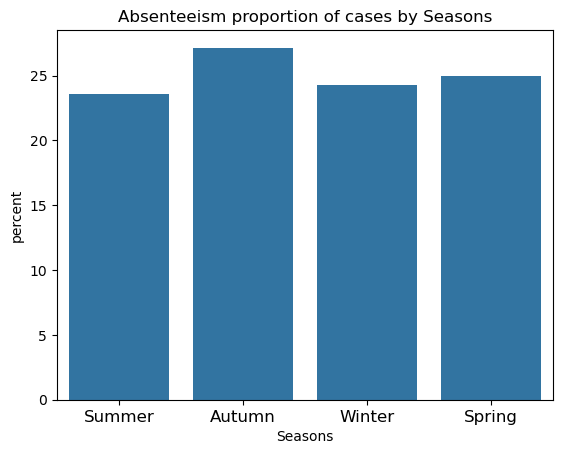 Absenteeism proportion of cases by Seasons
percent
25
20
15
10
5
0
Summer Autumn Winter Spring
Seasons